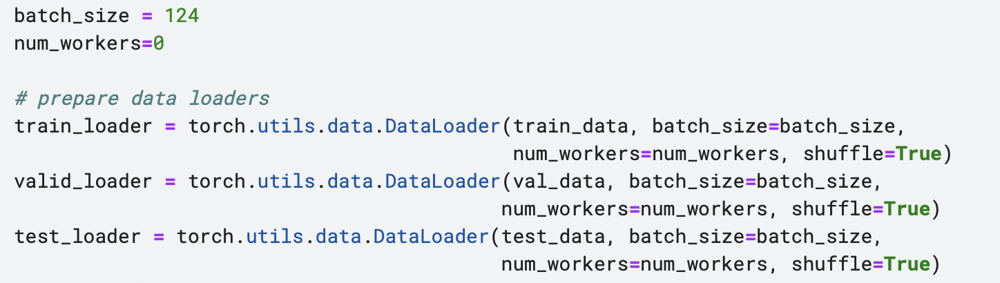 batch_size = 124
num_workers=0
# prepare data loaders
train_loader = torch.utils.data.DataLoader(train_data, batch_size=batch_size,
num_workers=num_workers, shuffle=True)
valid_loader = torch.utils.data.DataLoader(val_data, batch_size=batch_size,
num_workers=num_workers, shuffle=True)
test_loader = torch.utils.data.DataLoader(test_data, batch_size=batch_size,
num_workers=num_workers, shuffle=True)